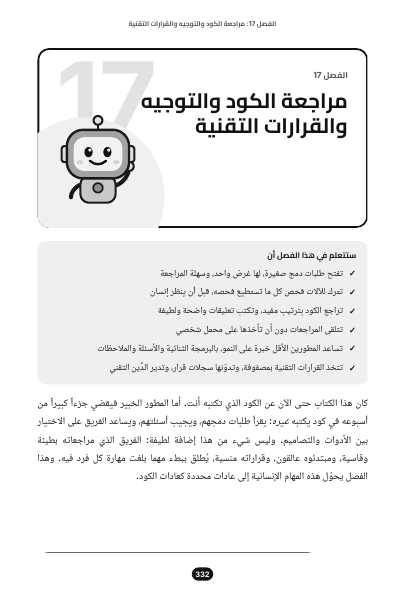 الفصل 17: مراجعة الكود والتوجيه والقرارات التقنية
17
الفصل 17
مراجعة الكود والتوجيه
والقرارات التقنية
ستتعلم في هذا الفصل أن
✓ تفتح طلبات دمج صغيرة، لها غرض واحد، وسهلة المراجعة
✓ تترك للآلات فحص كل ما تستطيع فحصه، قبل أن ينظر إنسان
✓ تراجع الكود بترتيب مفيد، وتكتب تعليقات واضحة ولطيفة
✓ تتلقى المراجعات دون أن تأخذها على محمل شخصي
✓ تساعد المطورين الأقل خبرة على النمو، بالبرمجة الثنائية والأسئلة والملاحظات
✓ تتخذ القرارات التقنية بمصفوفة، وتدوّنها سجلات قرار، وتدير الدَّين التقني
كان هذا الكتاب حتى الآن عن الكود الذي تكتبه أنت. أما المطور الخبير فيقضي جزءاً كبيراً من
أسبوعه في كود يكتبه غيره: يقرأ طلبات دمجهم، ويجيب أسئلتهم، ويساعد الفريق على الاختيار
بين الأدوات والتصاميم. وليس شيء من هذا إضافة لطيفة: الفريق الذي مراجعاته بطيئة
وقاسية، ومبتدئوه عالقون، وقراراته منسية، يُطلق ببطء مهما بلغت مهارة كل فرد فيه. وهذا
الفصل يحوّل هذه المهام الإنسانية إلى عادات محددة كعادات الكود.
332